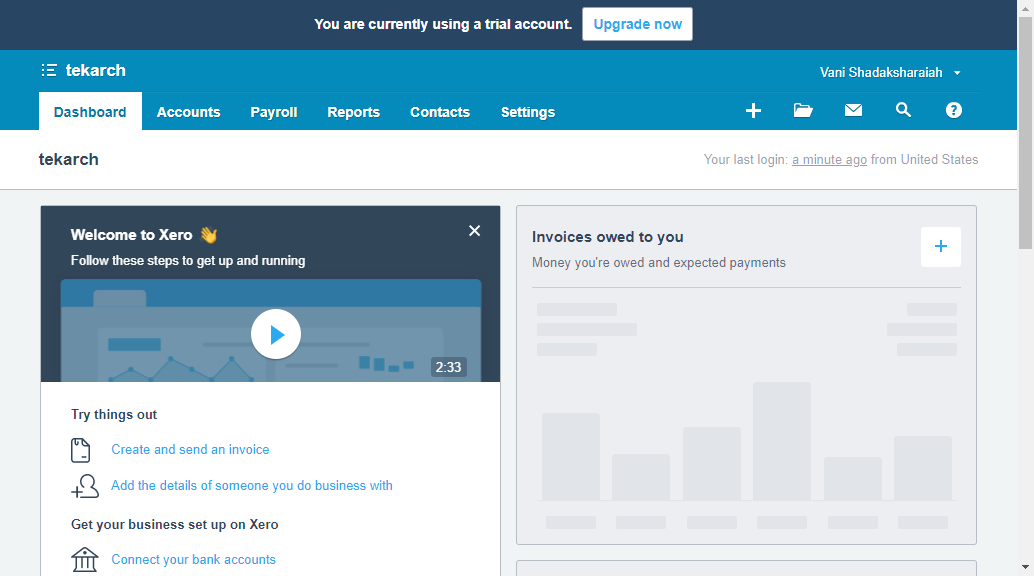 You are currently using a trial account. Upgrade now
tekarch
Vani Shadaksharaiah
Dashboard Accounts Payroll Reports Contacts Settings
tekarch
Your last login: a minute ago from United States
Welcome to Xero 👋
Follow these steps to get up and running
2:33
Try things out
Create and send an invoice
Add the details of someone you do business with
Get your business set up on Xero
Connect your bank accounts
Invoices owed to you
Money you're owed and expected payments